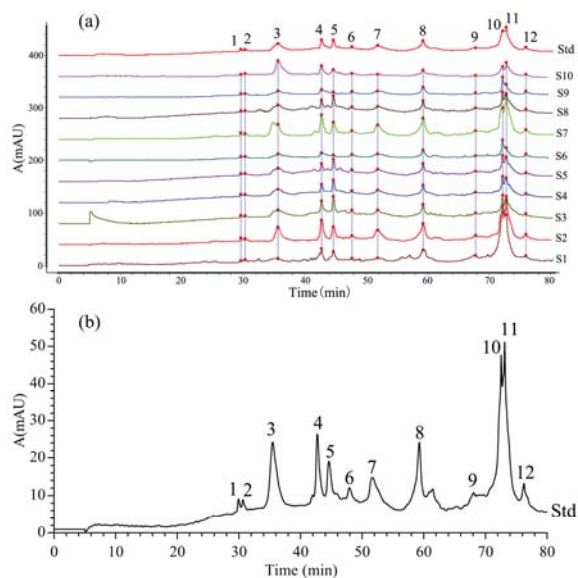 (a)
1 2 3 4 5 6 7 8 9 10 11 12
Std
S10
S9
S8
S7
S6
S5
S4
S3
S2
S1
A(mAU)
400
300
200
100
0
0 10 20 30 40 50 60 70 80
Time (min)
(b)
1 2 3 4 5 6 7 8 9 10 11 12
Std
A(mAU)
60
50
40
30
20
10
0
0 10 20 30 40 50 60 70 80
Time (min)